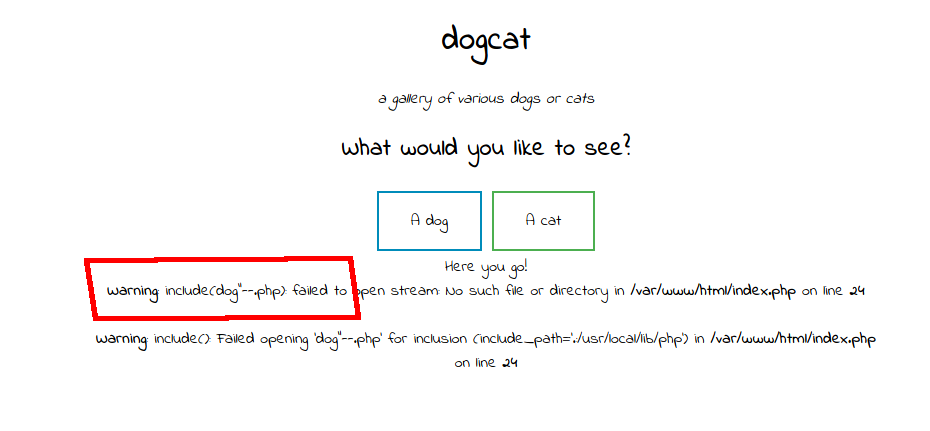 dogcat
a gallery of various dogs or cats
What would you like to see?
A dog A cat
Here you go!
Warning: include(dog"--.php): failed to open stream: No such file or directory in /var/www/html/index.php on line 24
Warning: include(): Failed opening 'dog"--.php' for inclusion (include_path='.:/usr/local/lib/php) in /var/www/html/index.php
on line 24